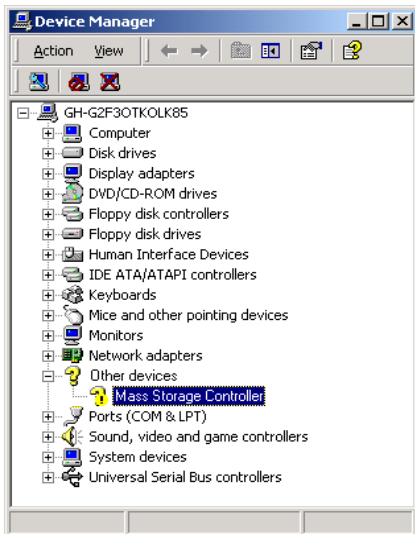 Device Manager
Action View
GH-G2F3OTKOLK85
Computer
Disk drives
Display adapters
DVD/CD-ROM drives
Floppy disk controllers
Floppy disk drives
Human Interface Devices
IDE ATA/ATAPI controllers
Keyboards
Mice and other pointing devices
Monitors
Network adapters
Other devices
Mass Storage Controller
Ports (COM & LPT)
Sound, video and game controllers
System devices
Universal Serial Bus controllers